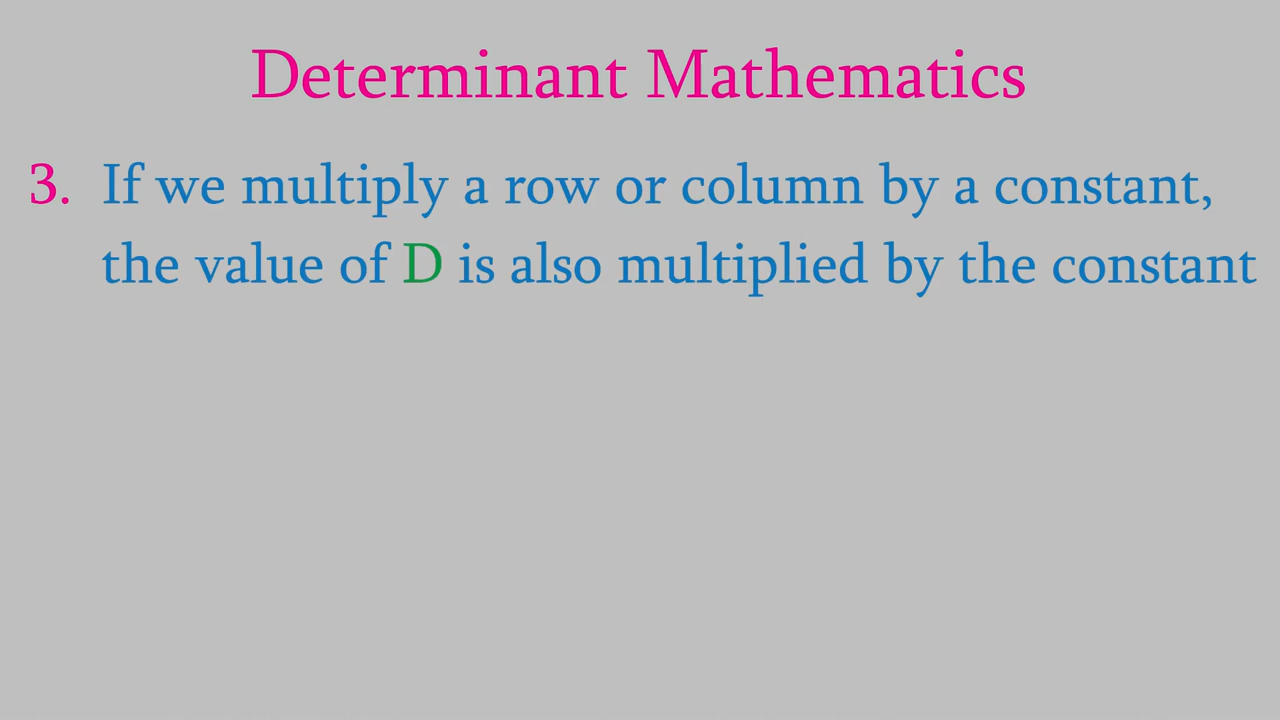 Determinant Mathematics
3. If we multiply a row or column by a constant,
the value of D is also multiplied by the constant